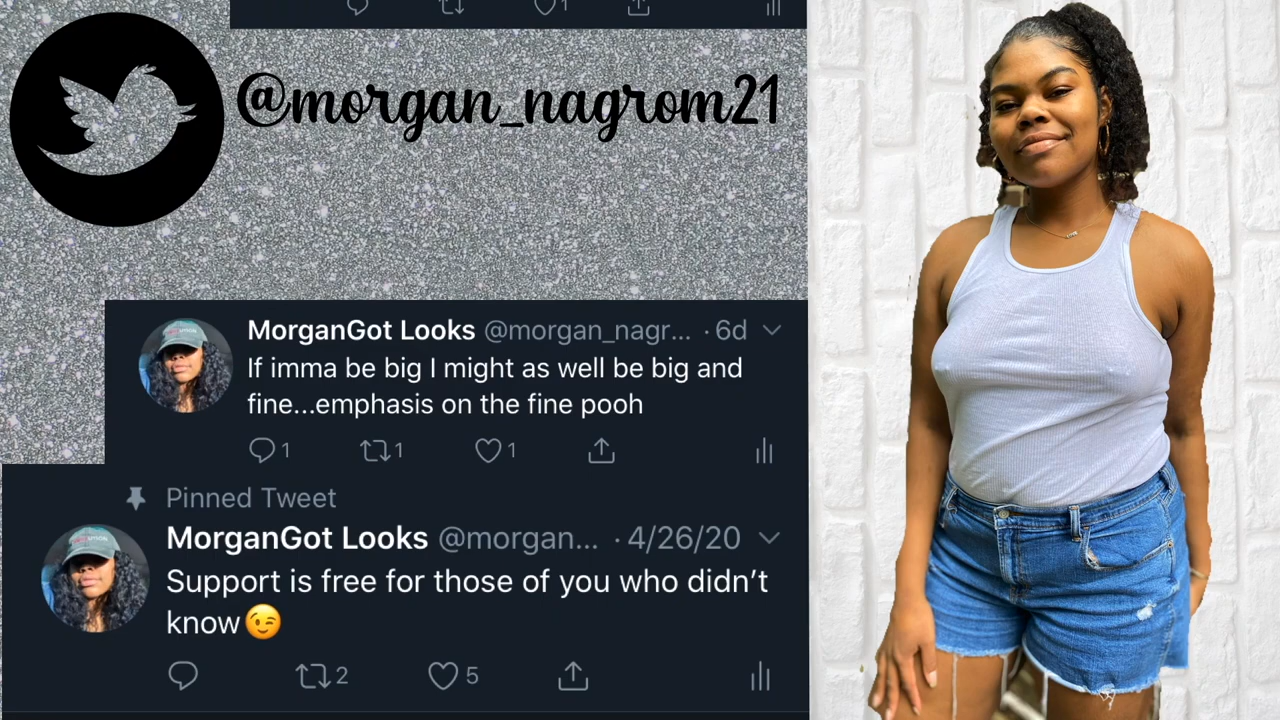 1
@morgan_nagrom21
MorganGot Looks @morgan_nagr... · 6d
If imma be big I might as well be big and
fine...emphasis on the fine pooh
1 1 1
Pinned Tweet
MorganGot Looks @morgan... · 4/26/20
Support is free for those of you who didn't
know😉
2 5